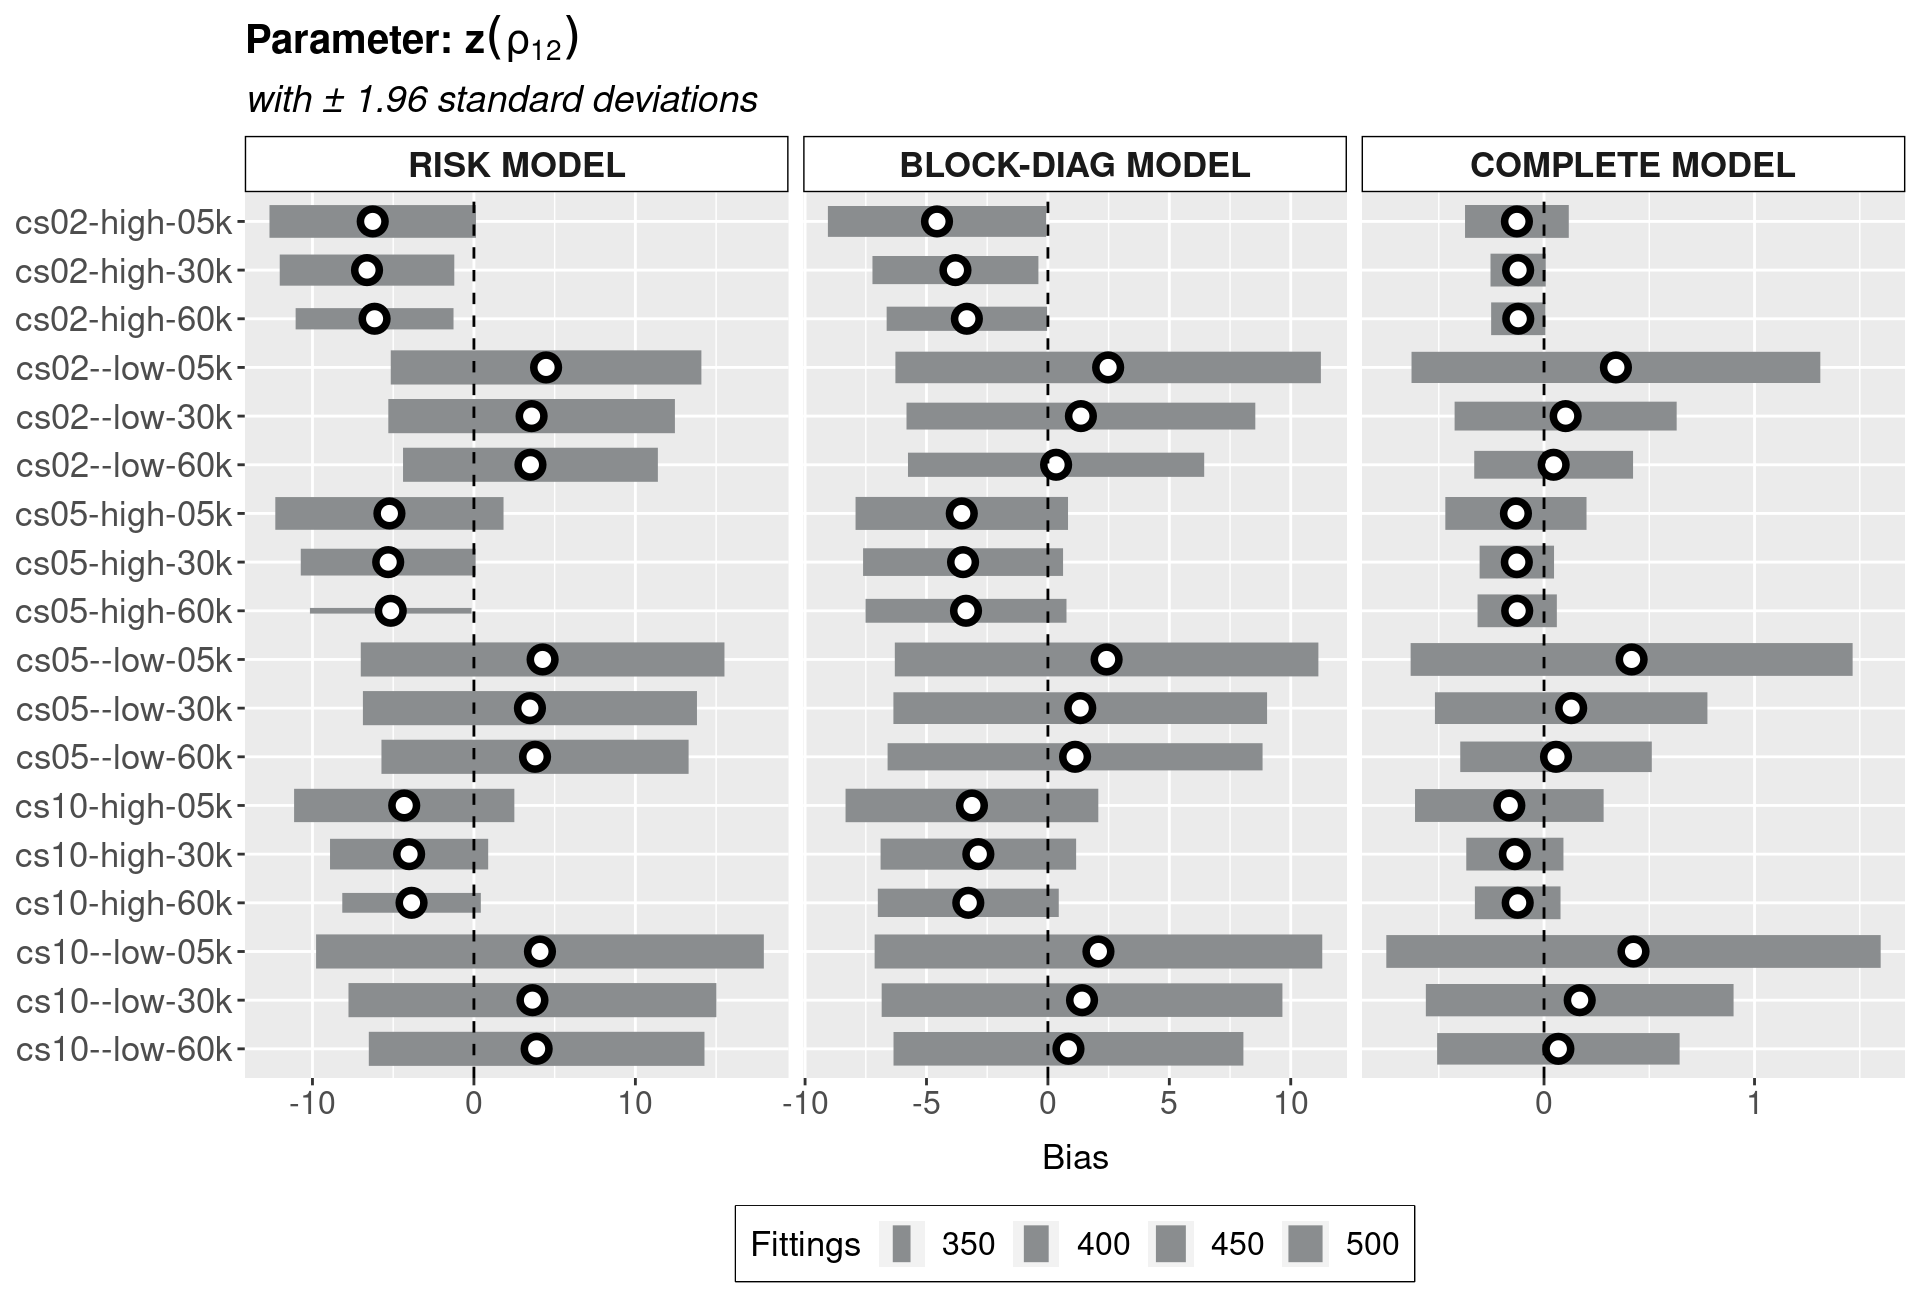 Parameter: z(ρ12)
with ± 1.96 standard deviations
RISK MODEL BLOCK-DIAG MODEL COMPLETE MODEL
cs02-high-05k
cs02-high-30k
cs02-high-60k
cs02--low-05k
cs02--low-30k
cs02--low-60k
cs05-high-05k
cs05-high-30k
cs05-high-60k
cs05--low-05k
cs05--low-30k
cs05--low-60k
cs10-high-05k
cs10-high-30k
cs10-high-60k
cs10--low-05k
cs10--low-30k
cs10--low-60k
-10 0 10 -10 -5 0 5 10 0 1
Bias
Fittings 350 400 450 500